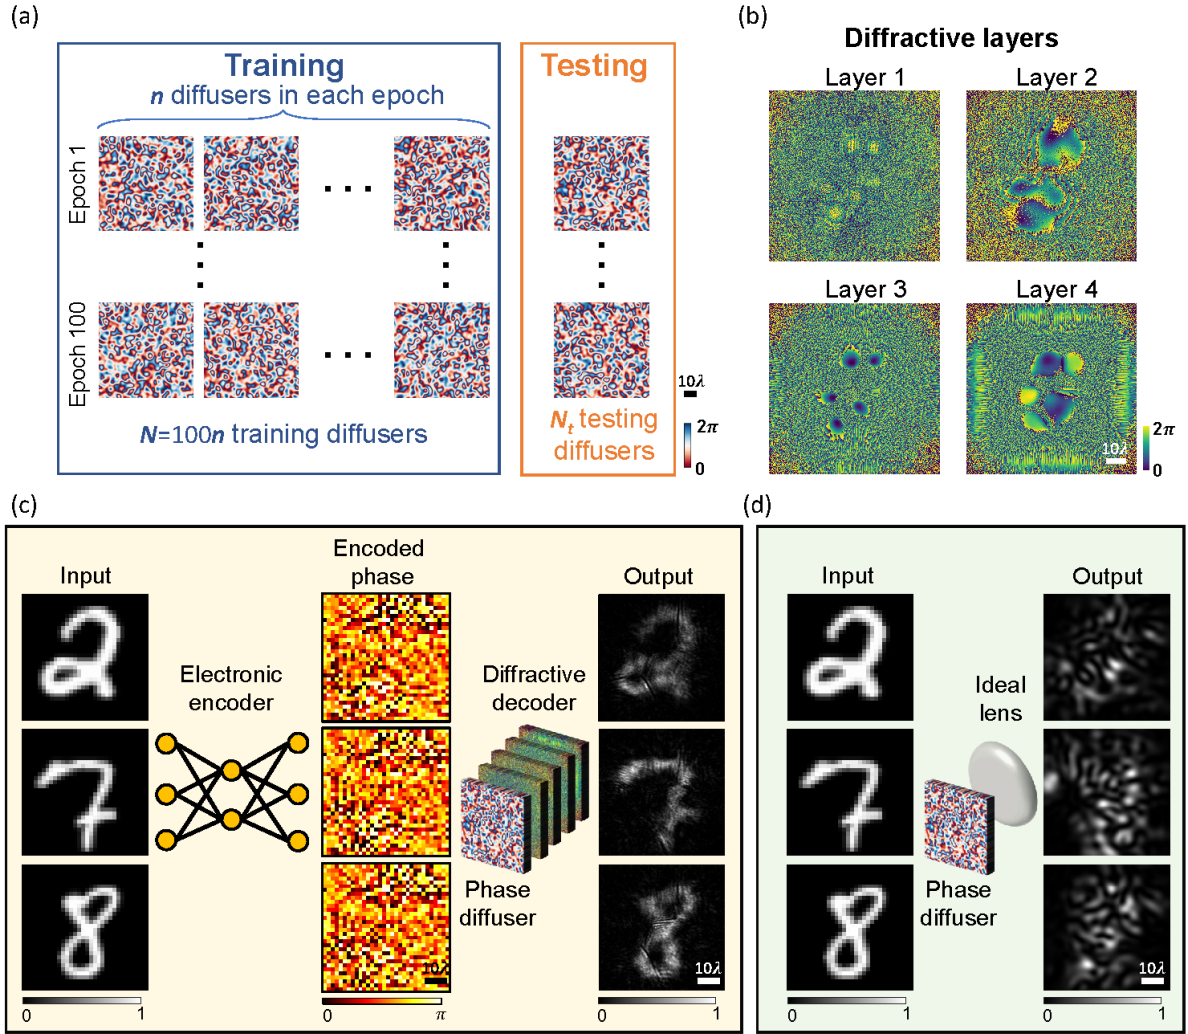 (a)
Training
n diffusers in each epoch
Epoch 1
Epoch 100
N=100n training diffusers
Testing
N_t testing
diffusers
10λ
2π
0
(b)
Diffractive layers
Layer 1
Layer 2
Layer 3
Layer 4
2π
10λ
0
(c)
Input
Encoded
phase
Output
Electronic
encoder
Diffractive
decoder
Phase
diffuser
10λ
10λ
0
1
0
π
0
1
(d)
Input
Output
Ideal
lens
Phase
diffuser
10λ
0
1
0
1